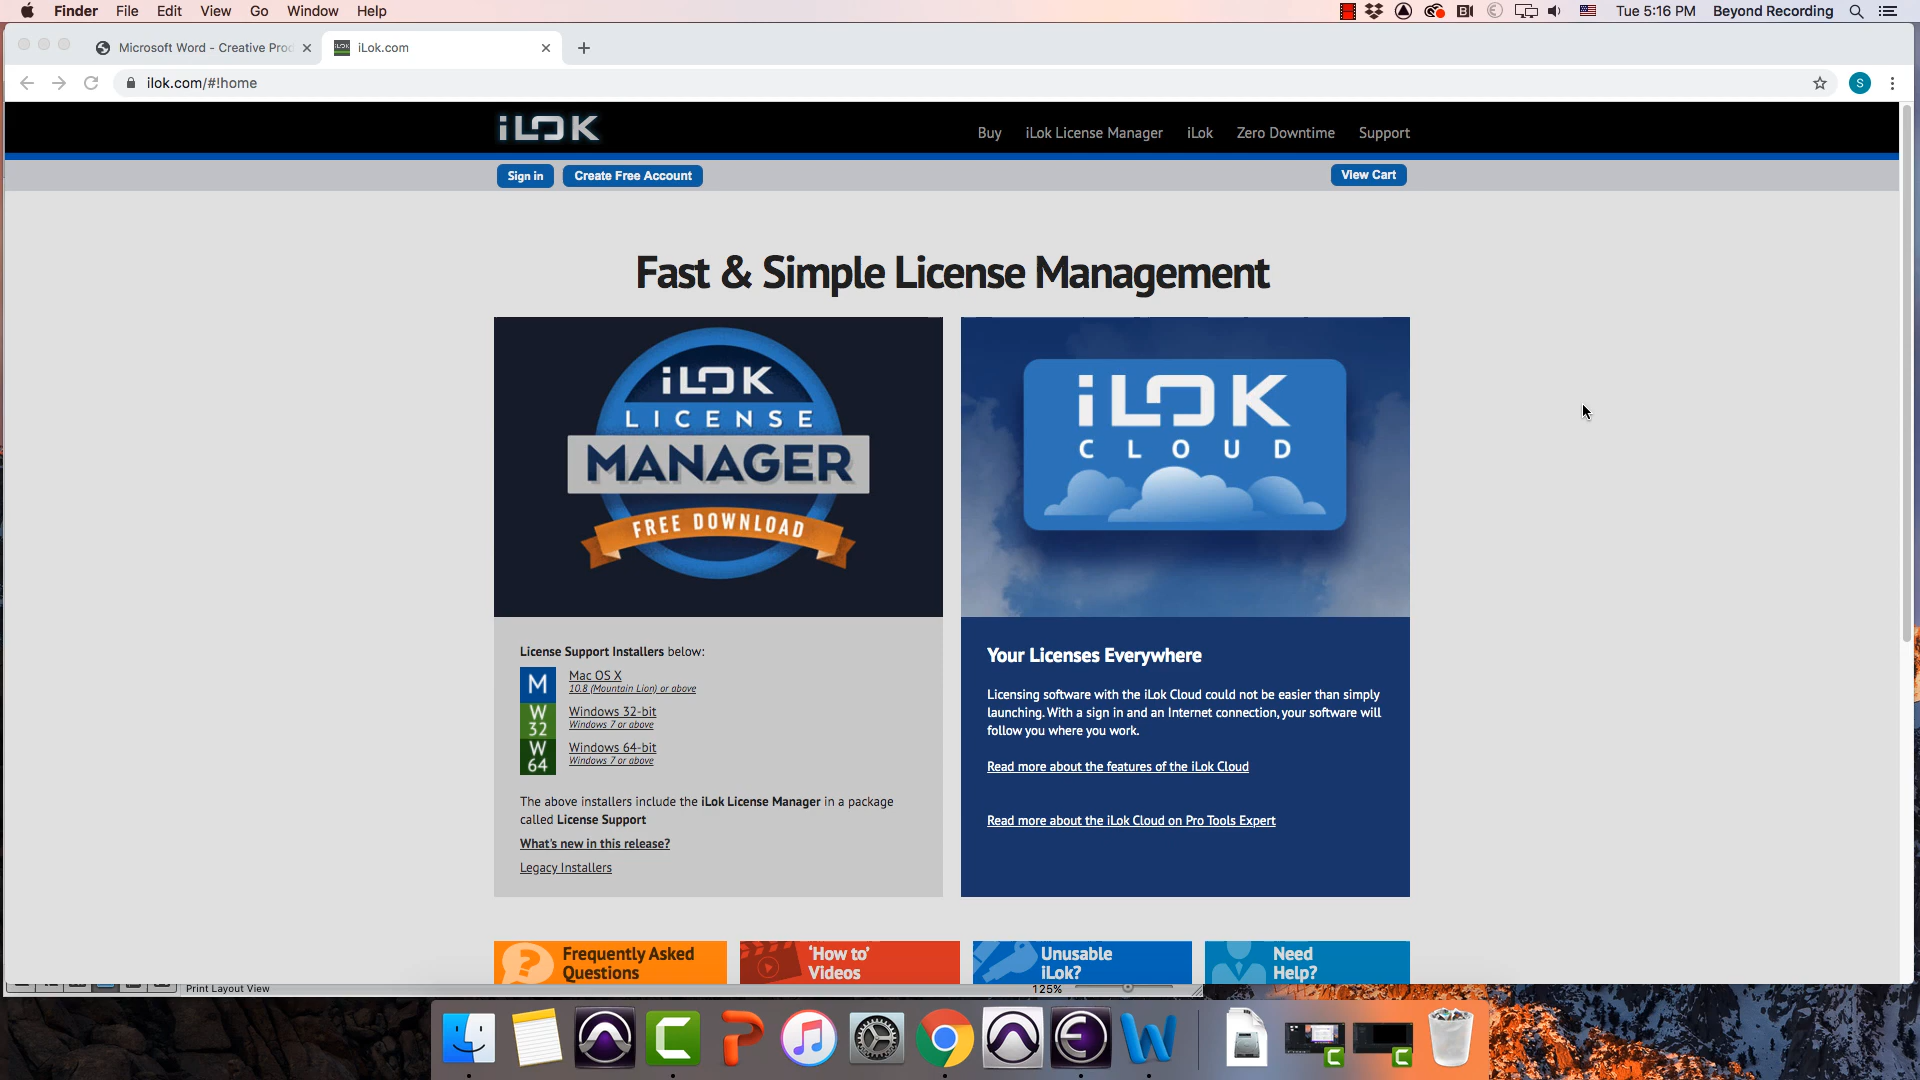 Finder File Edit View Go Window Help
Tue 5:16 PM Beyond Recording
Microsoft Word - Creative Prod
iLok.com
ilok.com/#!home
S
iLOK
Buy iLok License Manager iLok Zero Downtime Support
Sign in Create Free Account View Cart
Fast & Simple License Management
iLOK
LICENSE
MANAGER
FREE DOWNLOAD
iLOK
CLOUD
License Support Installers below:
M Mac OS X
10.8 (Mountain Lion) or above
W 32 Windows 32-bit
Windows 7 or above
W 64 Windows 64-bit
Windows 7 or above
The above installers include the iLok License Manager in a package
called License Support
What's new in this release?
Legacy Installers
Your Licenses Everywhere
Licensing software with the iLok Cloud could not be easier than simply
launching. With a sign in and an Internet connection, your software will
follow you where you work.
Read more about the features of the iLok Cloud
Read more about the iLok Cloud on Pro Tools Expert
Frequently Asked
Questions
'How to'
Videos
Unusable
iLok?
Need
Help?
Print Layout View 125%